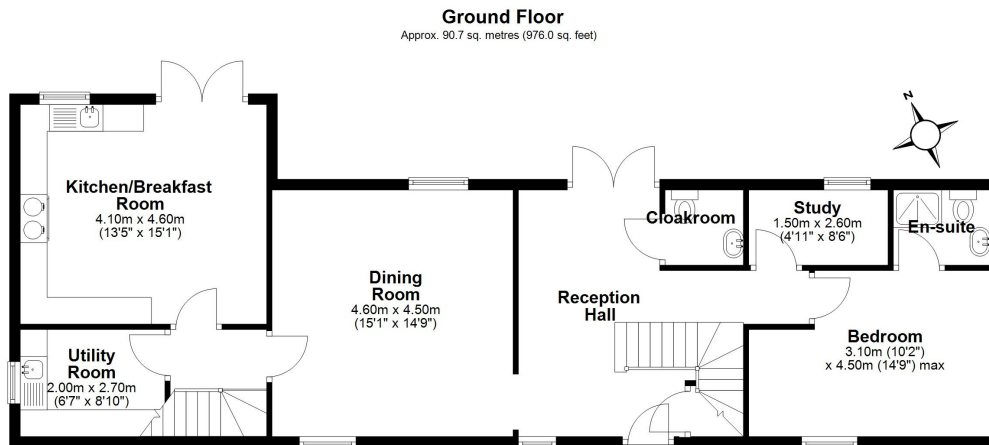 Ground Floor
Approx. 90.7 sq. metres (976.0 sq. feet)
N
Kitchen/Breakfast
Room
4.10m x 4.60m
(13'5" x 15'1")
Cloakroom
Study
1.50m x 2.60m
(4'11" x 8'6")
En-suite
Dining
Room
4.60m x 4.50m
(15'1" x 14'9")
Reception
Hall
Utility
Room
2.00m x 2.70m
(6'7" x 8'10")
Bedroom
3.10m (10'2")
x 4.50m (14'9") max